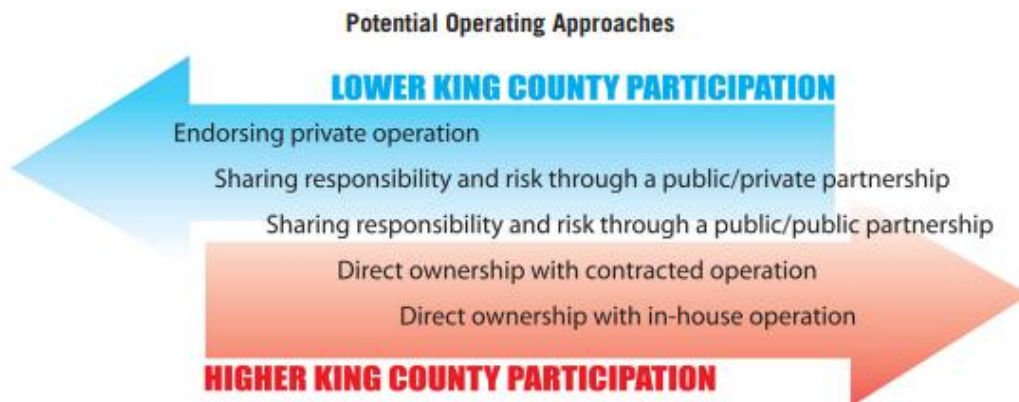 Potential Operating Approaches
LOWER KING COUNTY PARTICIPATION
Endorsing private operation
Sharing responsibility and risk through a public/private partnership
Sharing responsibility and risk through a public/public partnership
Direct ownership with contracted operation
Direct ownership with in-house operation
HIGHER KING COUNTY PARTICIPATION